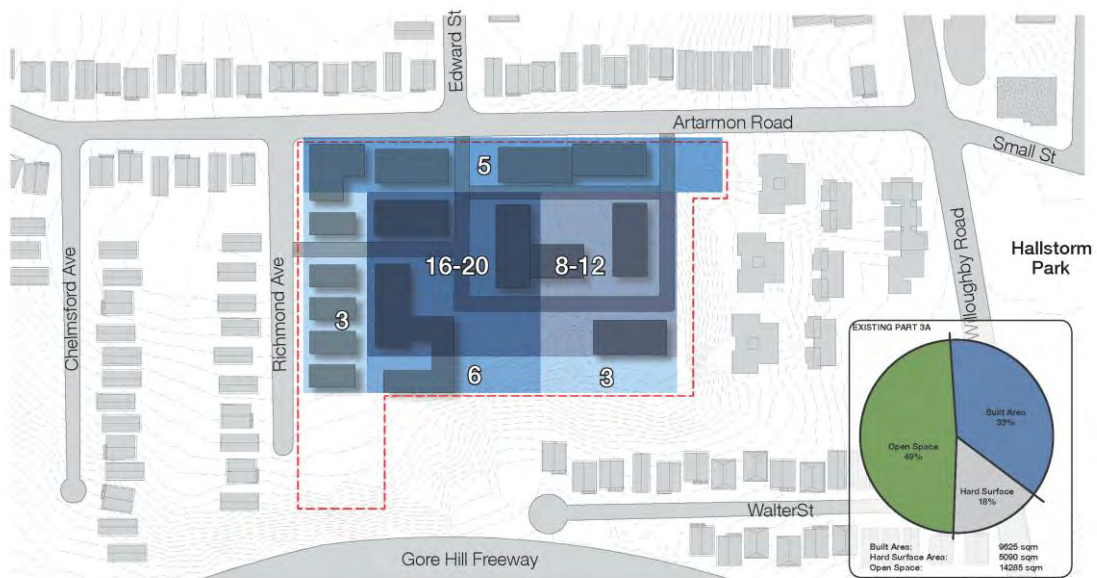 Edward St
Artarmon Road
Small St
5
Chelmsford Ave
Richmond Ave
16-20
8-12
Willoughby Road
Hallstorm
Park
3
6
3
EXISTING PART 3A
Built Area
33%
Open Space
49%
Hard Surface
18%
WalterSt
Gore Hill Freeway
Built Area; 9625 sqm
Hard Surface Area; 5090 sqm
Open Space; 14285 sqm